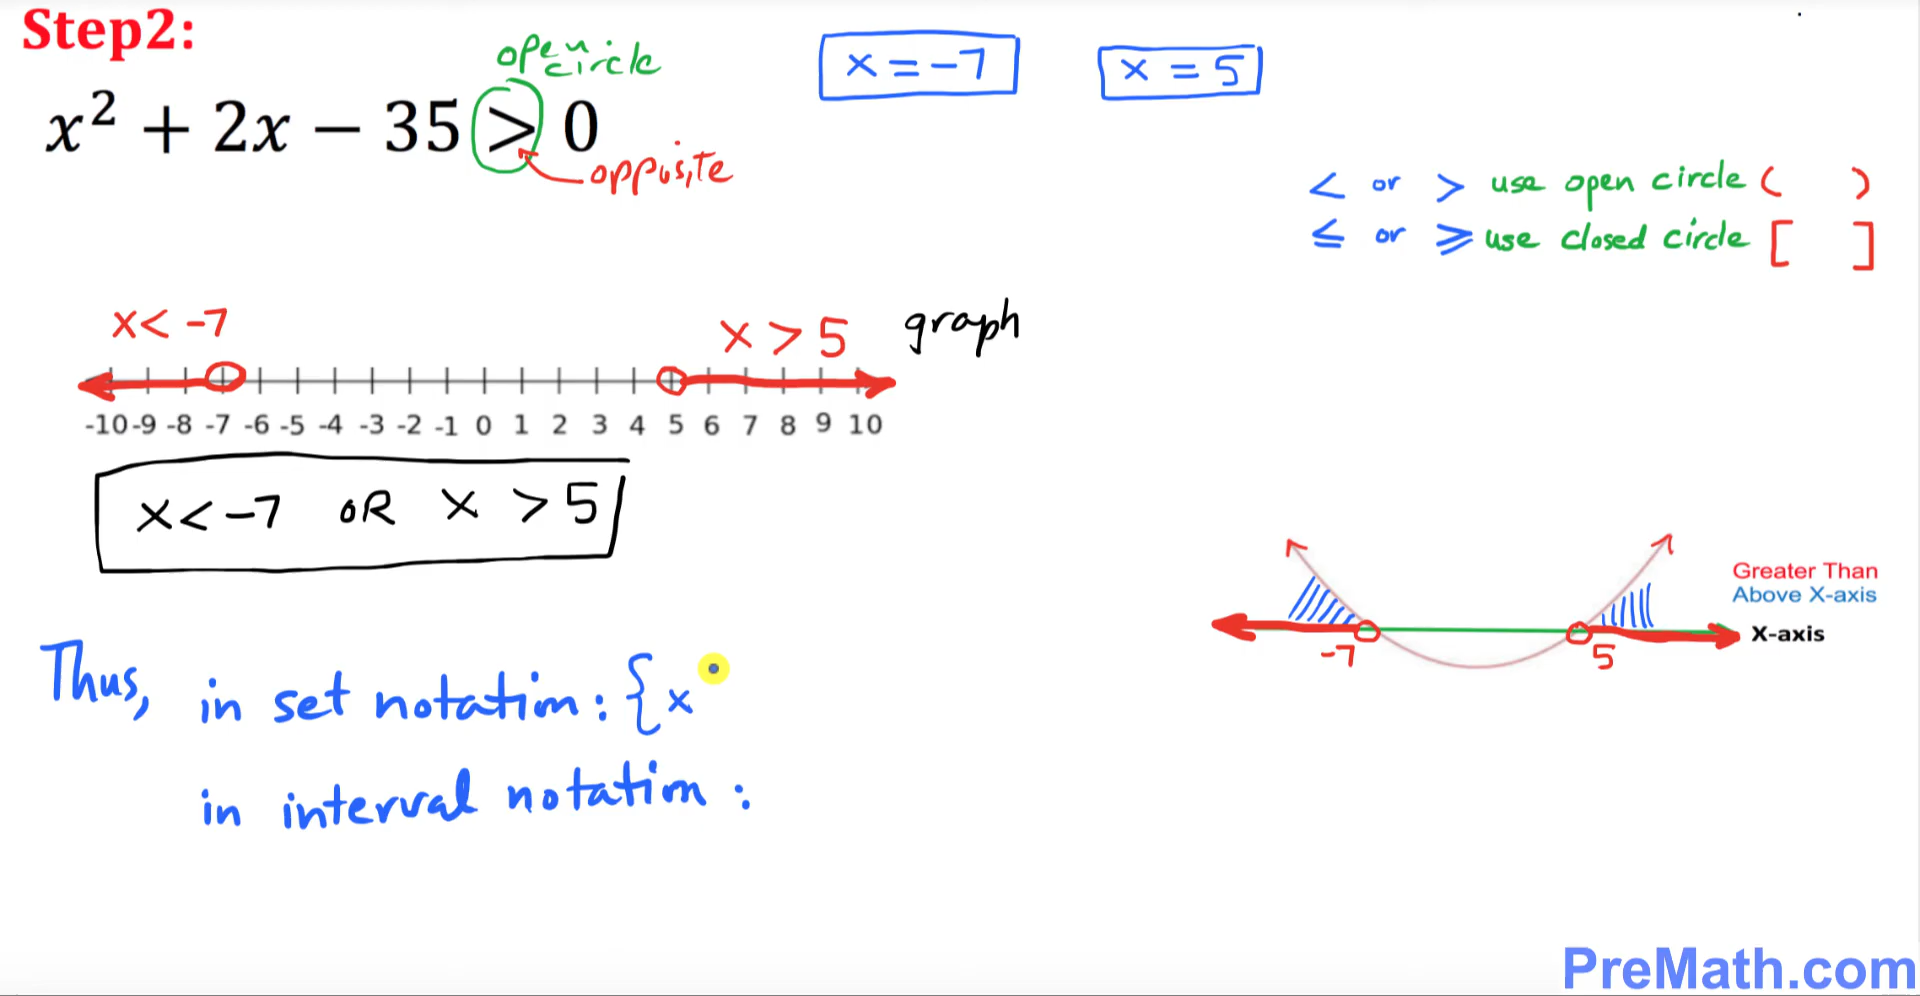 Step2:
open circle
x = -7
x = 5
x² + 2x − 35 > 0
opposite
< or > use open circle ( )
≤ or ≥ use closed circle [ ]
x < -7
x > 5
graph
-10 -9 -8 -7 -6 -5 -4 -3 -2 -1 0 1 2 3 4 5 6 7 8 9 10
x < -7 OR x > 5
Greater Than
Above X-axis
X-axis
-7
5
Thus, in set notation: {x
in interval notation:
PreMath.com